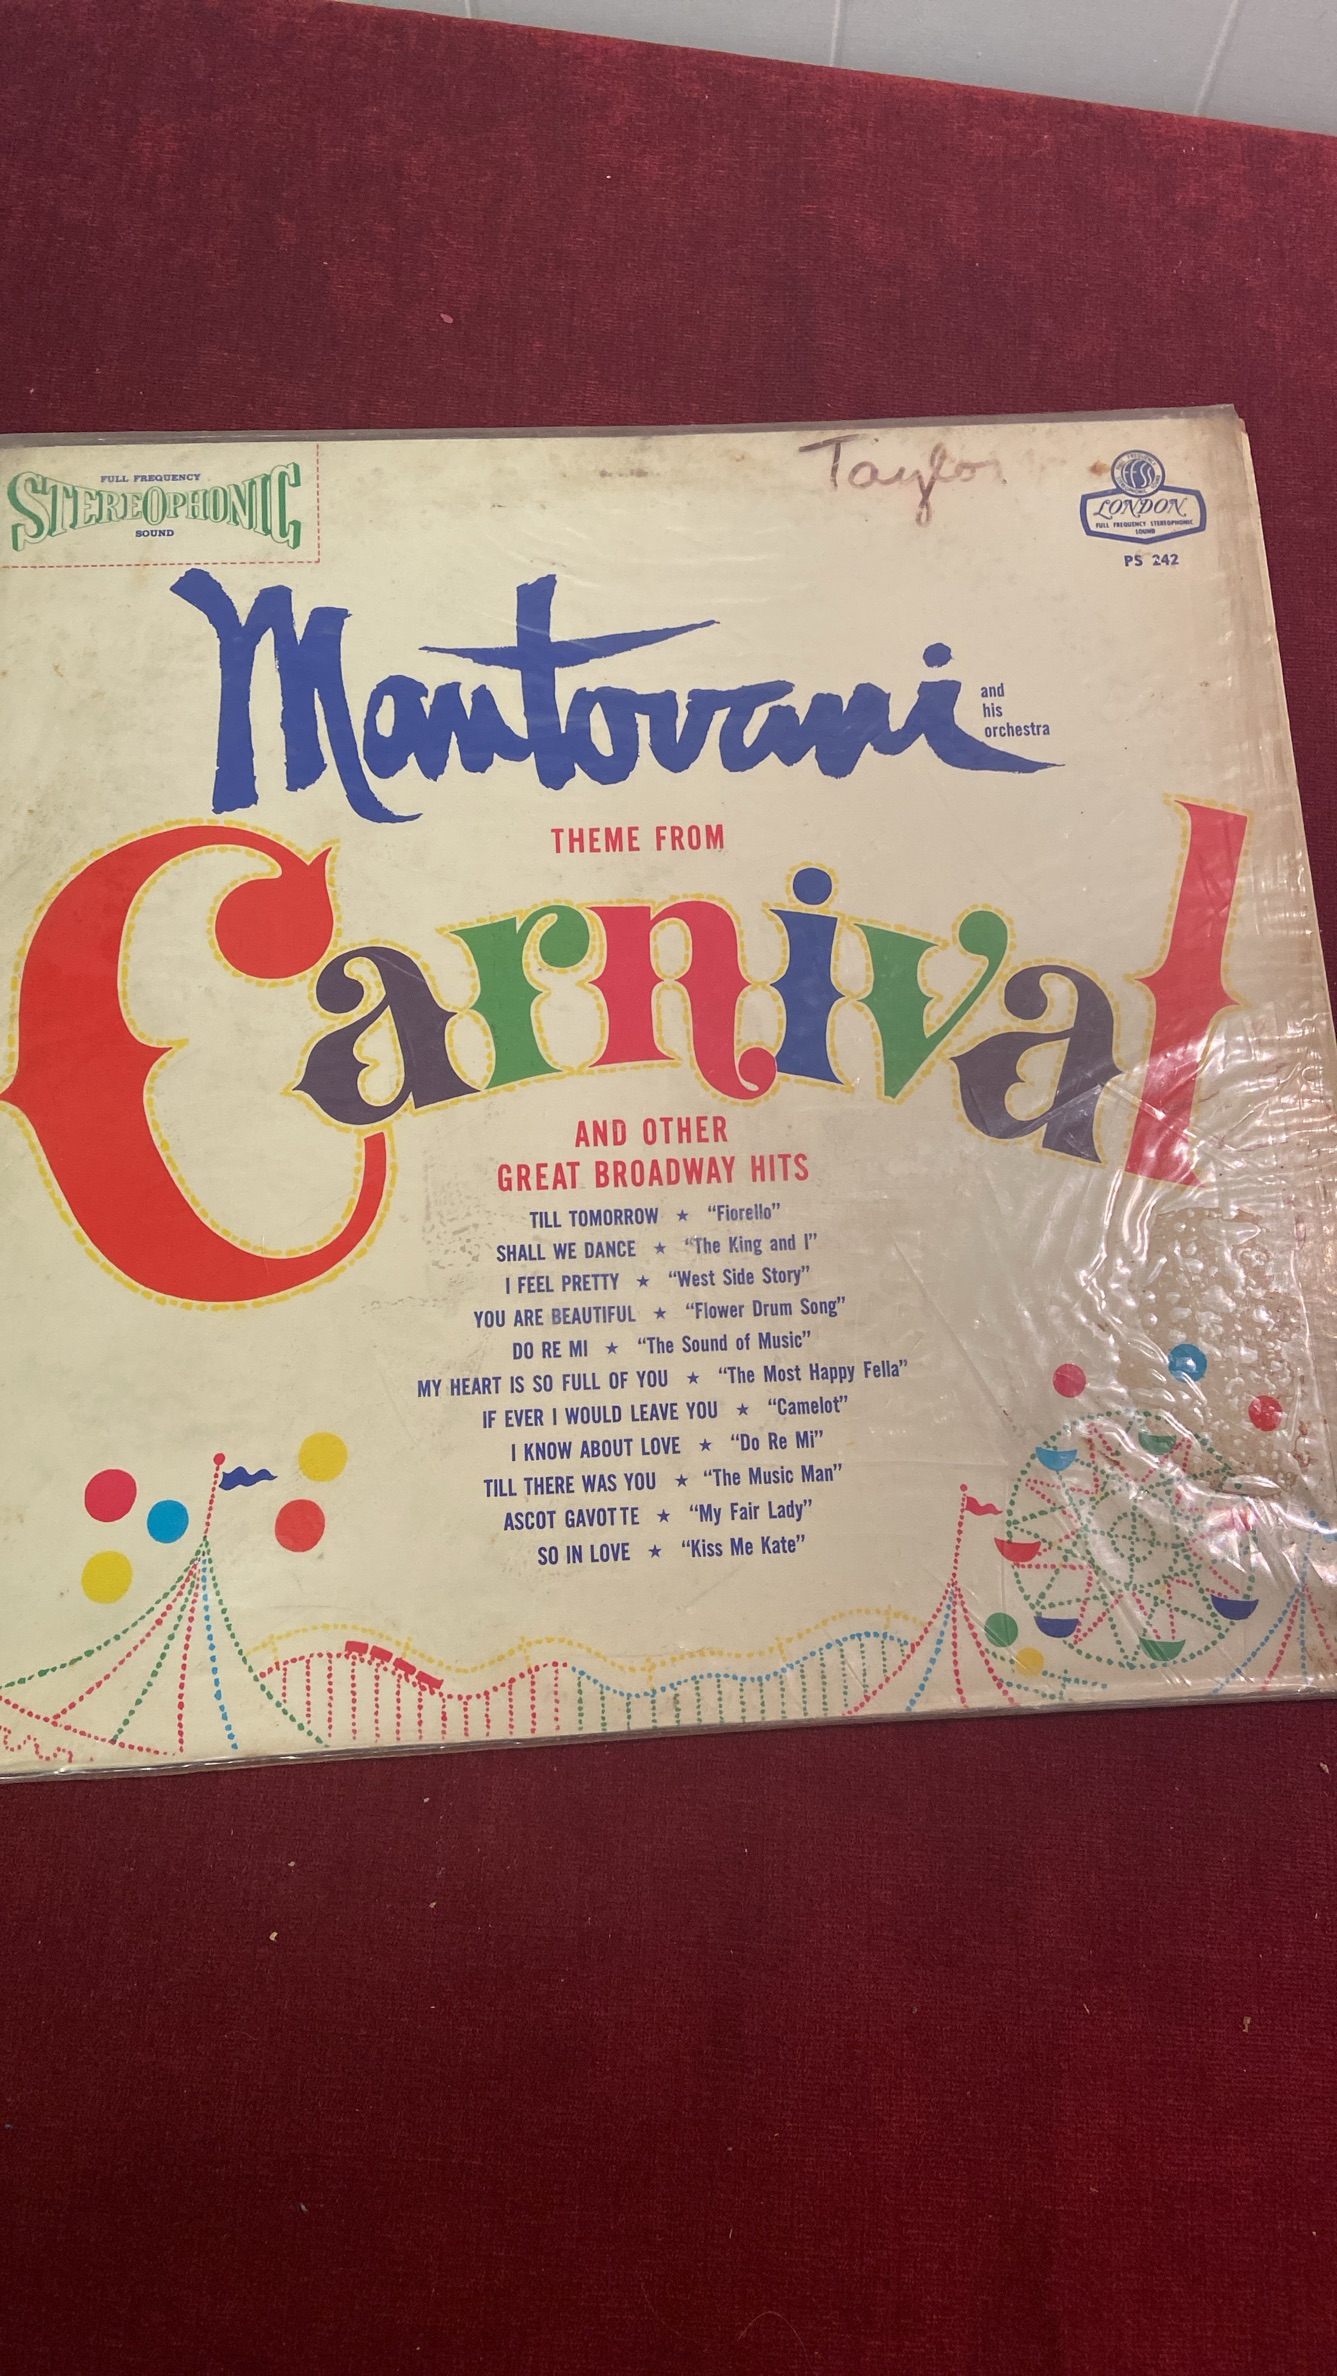 FULL FREQUENCY
STEREOPHONIC
SOUND
Taylor
LONDON
FULL FREQUENCY STEREOPHONIC
SOUND
PS 242
Mantovani
and
his
orchestra
THEME FROM
Carnival
AND OTHER
GREAT BROADWAY HITS
TILL TOMORROW ★ "Fiorello"
SHALL WE DANCE ★ "The King and I"
I FEEL PRETTY ★ "West Side Story"
YOU ARE BEAUTIFUL ★ "Flower Drum Song"
DO RE MI ★ "The Sound of Music"
MY HEART IS SO FULL OF YOU ★ "The Most Happy Fella"
IF EVER I WOULD LEAVE YOU ★ "Camelot"
I KNOW ABOUT LOVE ★ "Do Re Mi"
TILL THERE WAS YOU ★ "The Music Man"
ASCOT GAVOTTE ★ "My Fair Lady"
SO IN LOVE ★ "Kiss Me Kate"